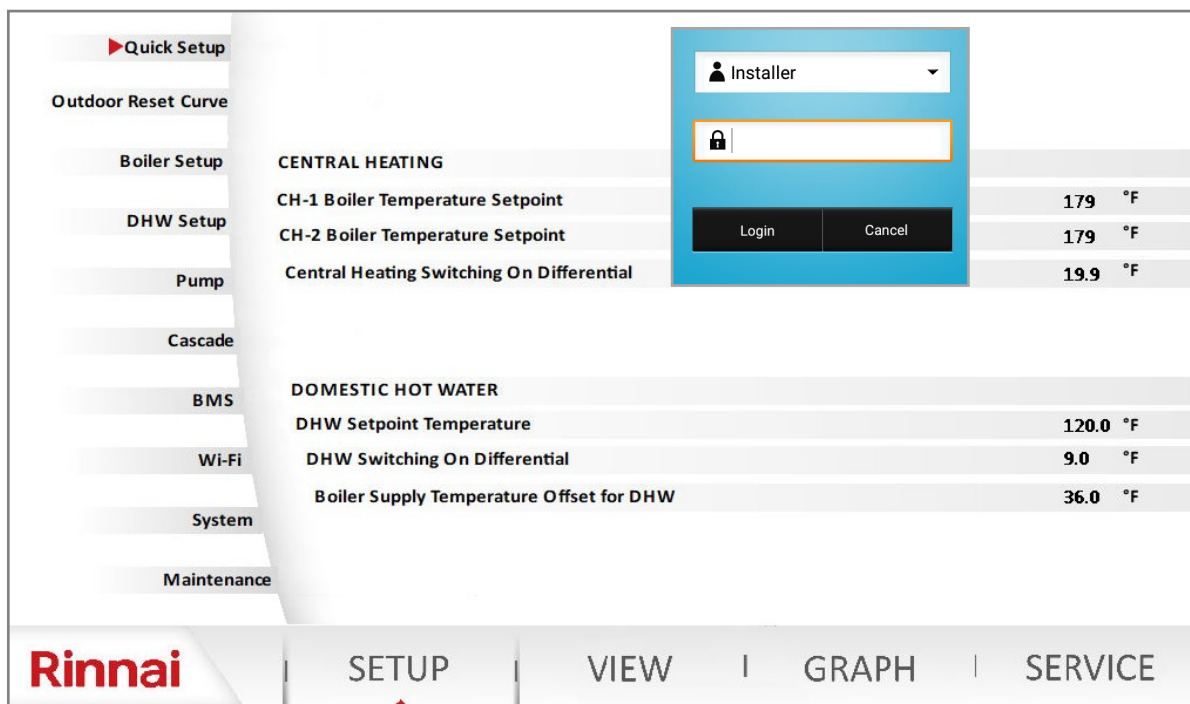 Quick Setup
Outdoor Reset Curve
Boiler Setup
DHW Setup
Pump
Cascade
BMS
Wi-Fi
System
Maintenance
Installer
Login Cancel
CENTRAL HEATING
CH-1 Boiler Temperature Setpoint 179 °F
CH-2 Boiler Temperature Setpoint 179 °F
Central Heating Switching On Differential 19.9 °F
DOMESTIC HOT WATER
DHW Setpoint Temperature 120.0 °F
DHW Switching On Differential 9.0 °F
Boiler Supply Temperature Offset for DHW 36.0 °F
Rinnai SETUP VIEW GRAPH SERVICE